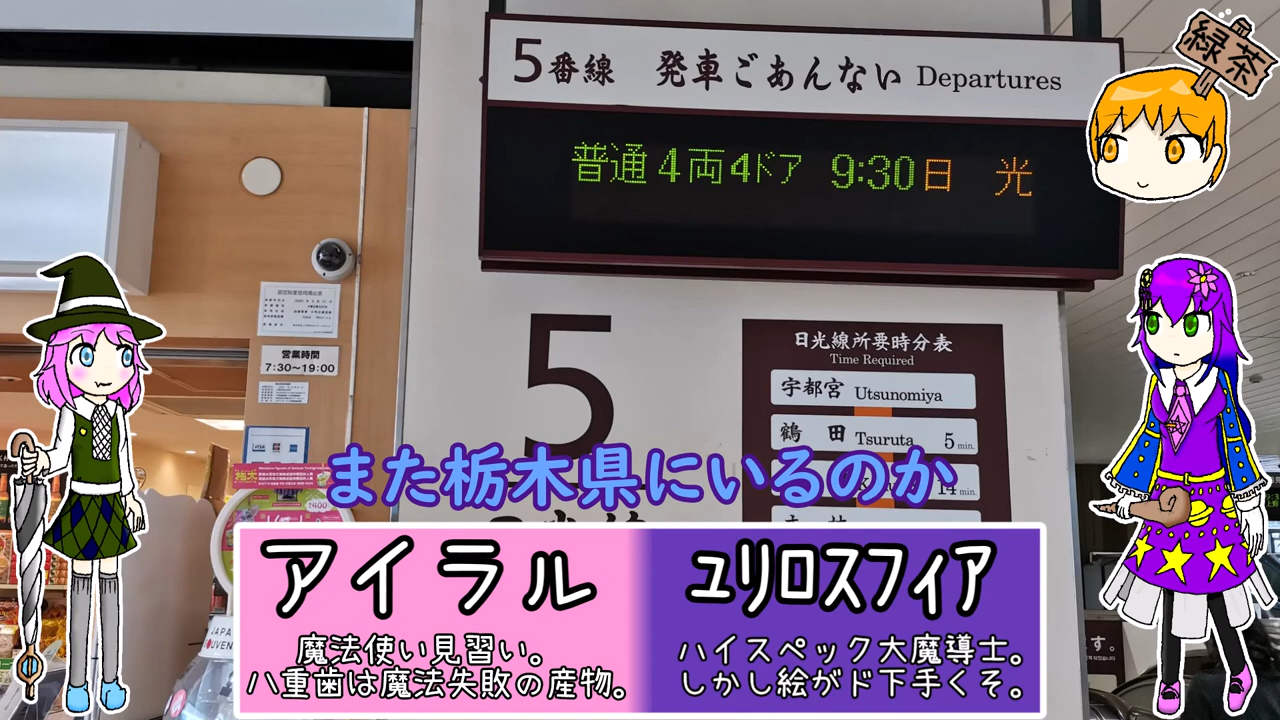 5番線 発車ごあんない Departures
普通4両4ドア 9:30日 光
緑茶
5
日光線所要時分表
Time Required
宇都宮 Utsunomiya
鶴 田 Tsuruta 5 min.
14 min.
営業時間
7:30〜19:00
VISA
また栃木県にいるのか
アイラル
魔法使い見習い。
八重歯は魔法失敗の産物。
ユリロスフィア
ハイスペック大魔導士。
しかし絵がド下手くそ。
JAPA
す。